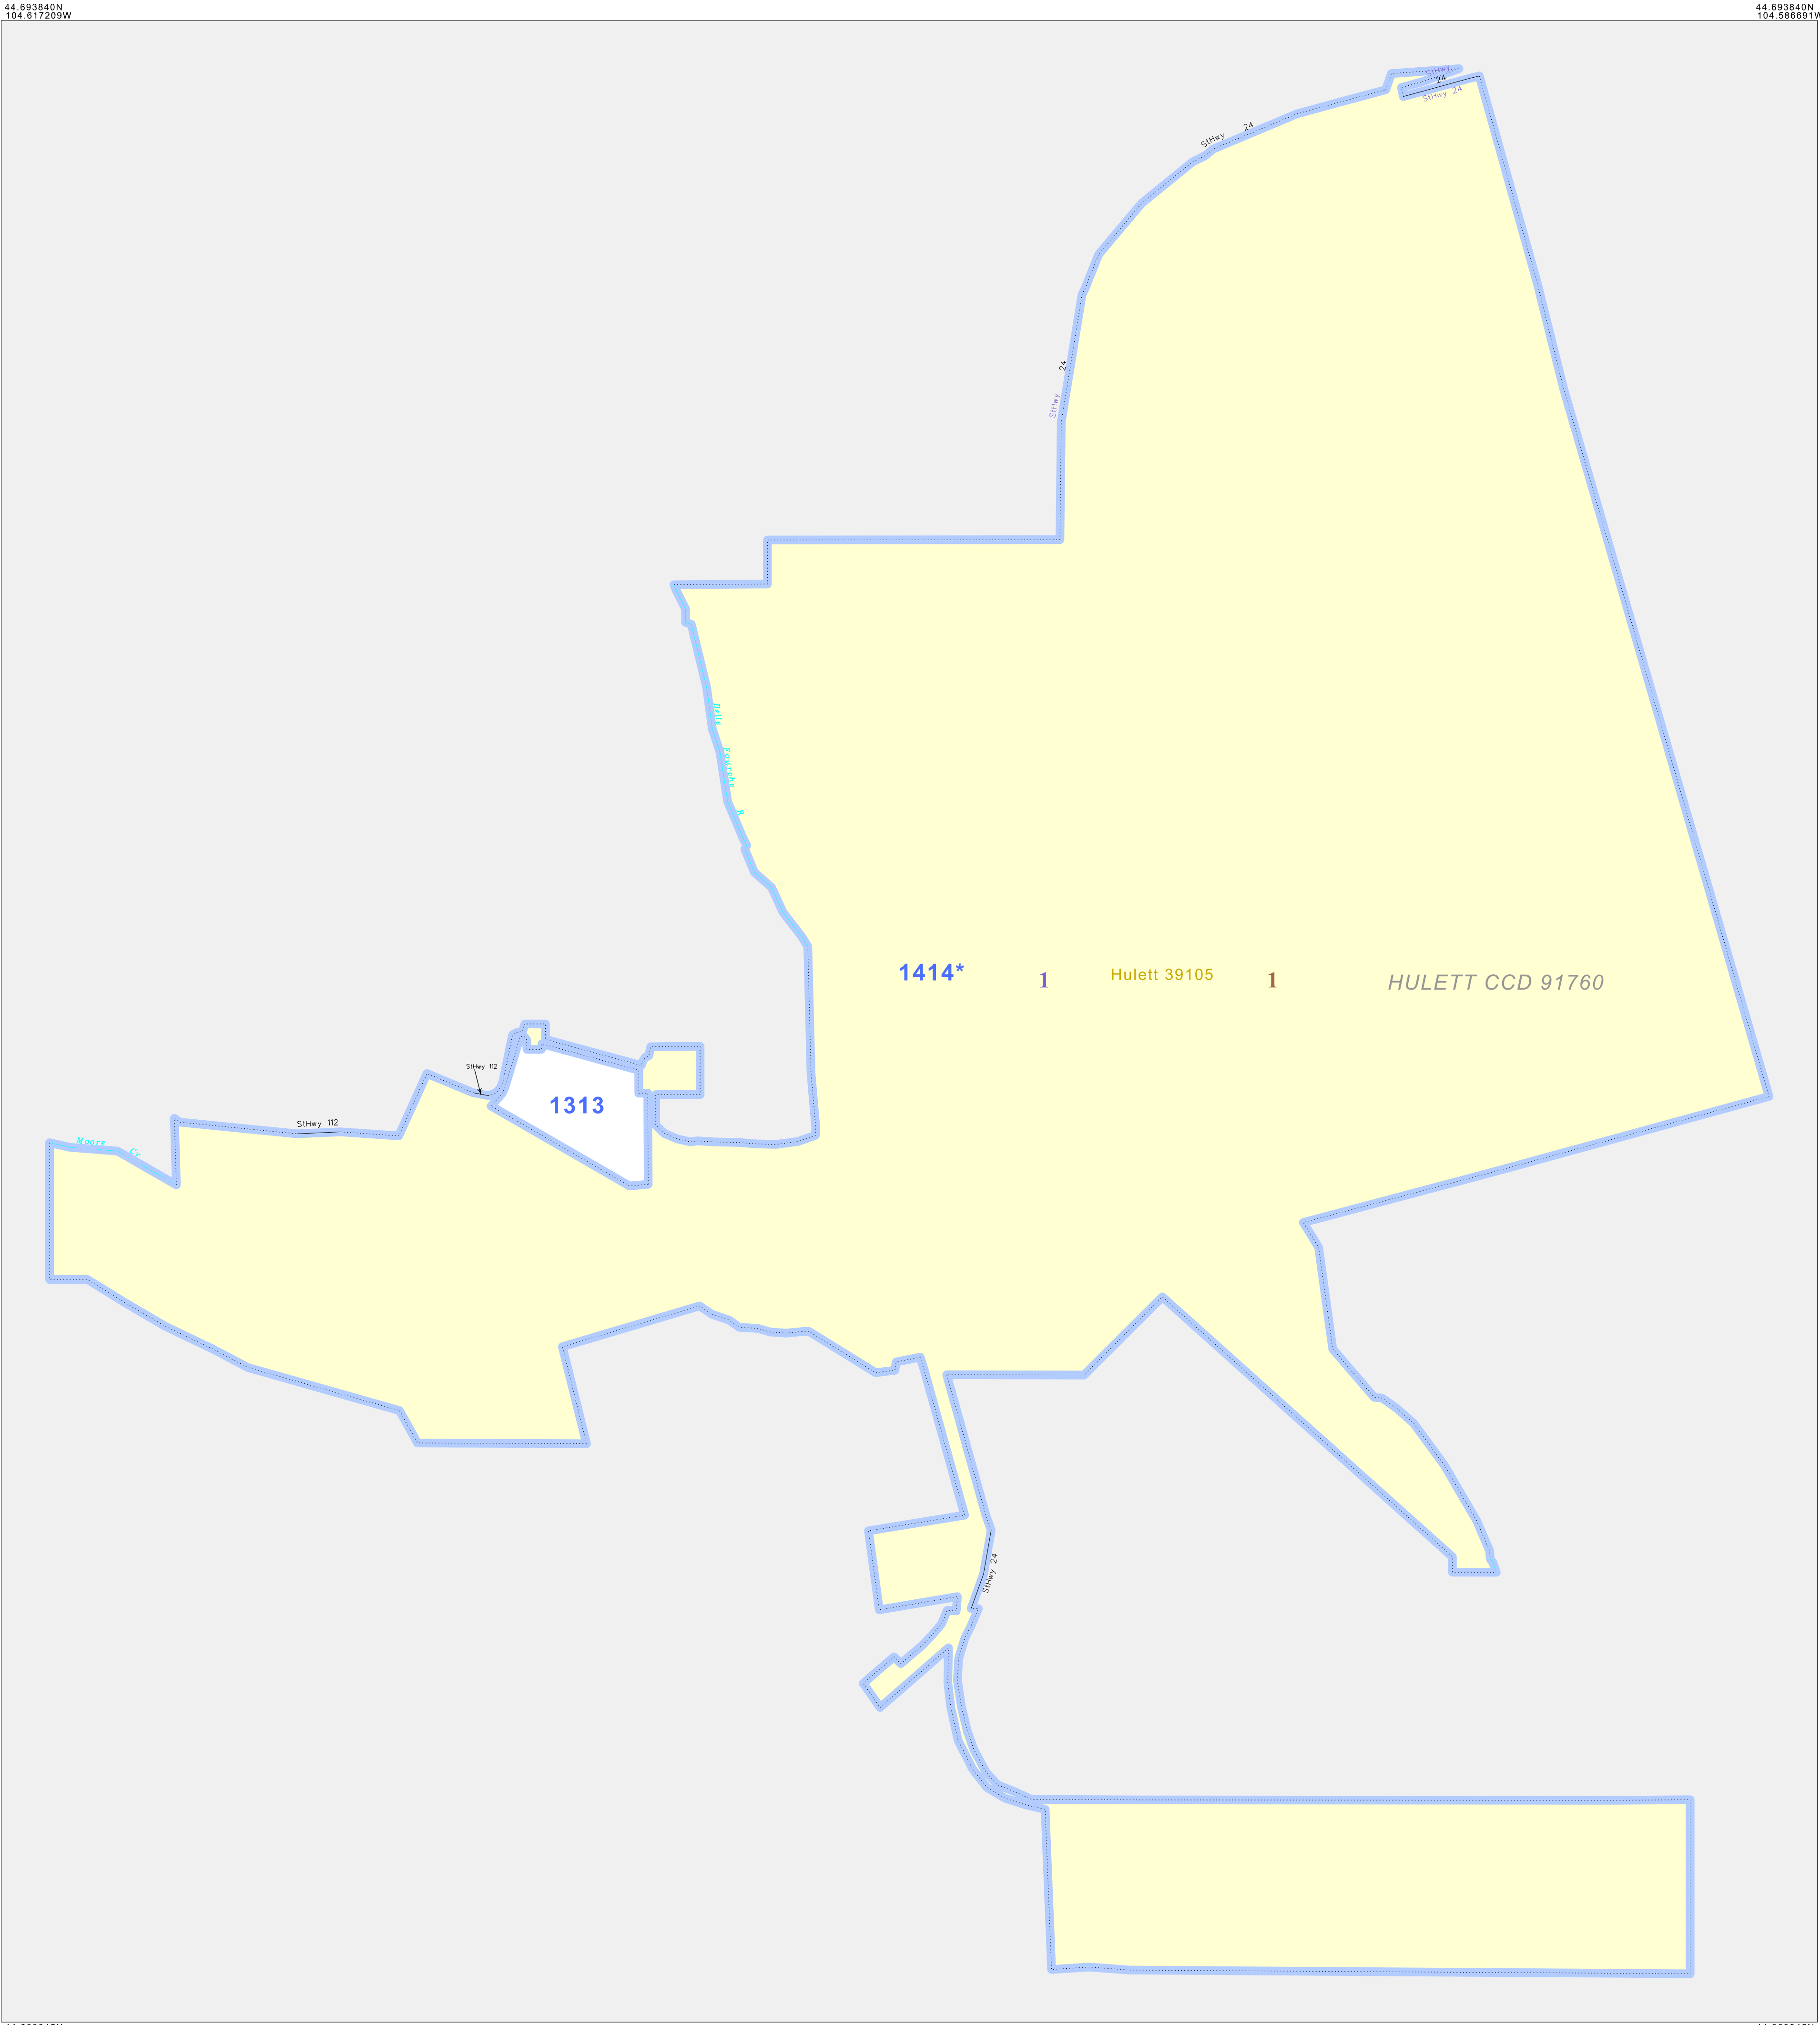 44.693840N
104.617209W
44.693840N
104.586691W
StHwy
24
StHwy 24
StHwy 24
24
StHwy
Belle Fourche R
1414*
1
Hulett 39105
1
HULETT CCD 91760
StHwy 112
1313
StHwy 112
Moore Cr
StHwy 24